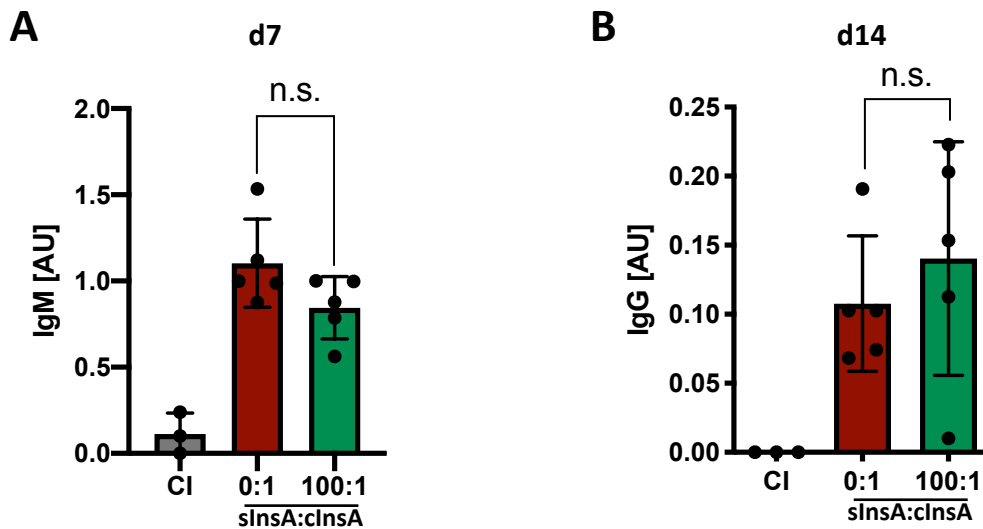 A
d7
n.s.
2.0
1.5
1.0
0.5
0.0
IgM [AU]
CI
0:1
100:1
sInsA:cInsA
B
d14
n.s.
0.25
0.20
0.15
0.10
0.05
0.00
IgG [AU]
CI
0:1
100:1
sInsA:cInsA